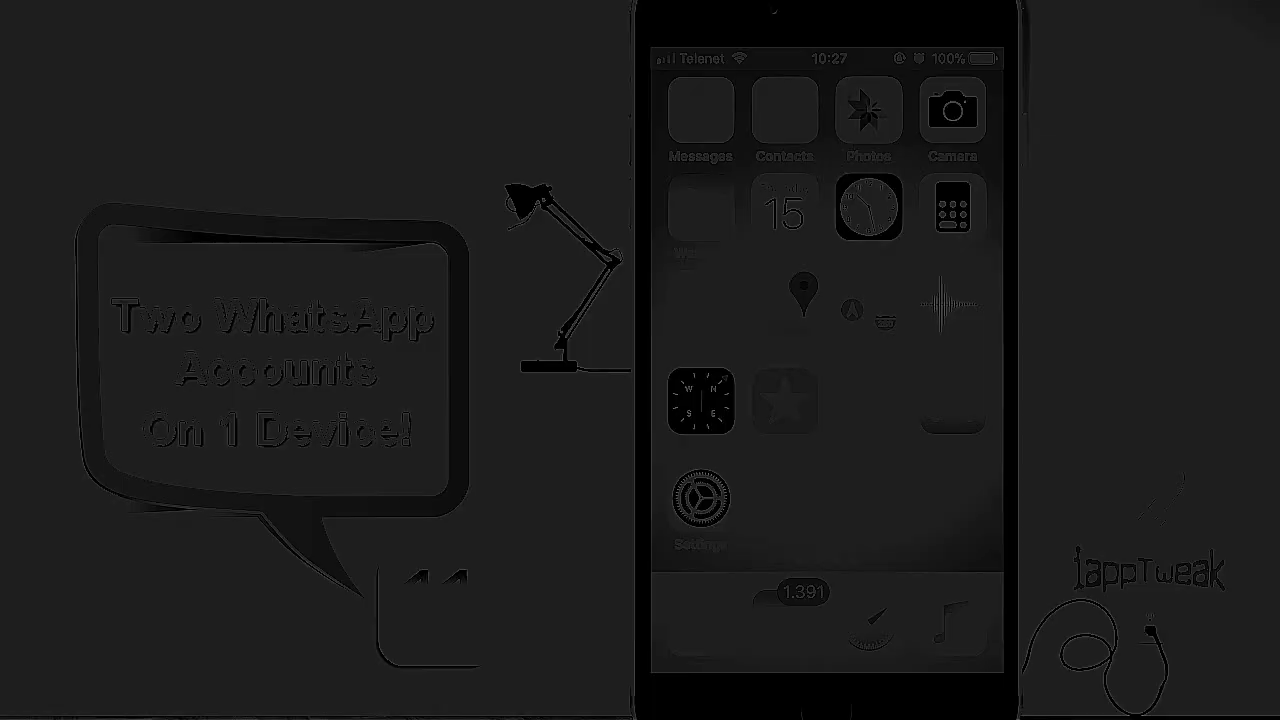 Two WhatsApp
Accounts
On 1 Device!
11
Telenet 10:27 100%
Messages Contacts Photos Camera
15
W N
S E
Settings
1.391
iappTweak